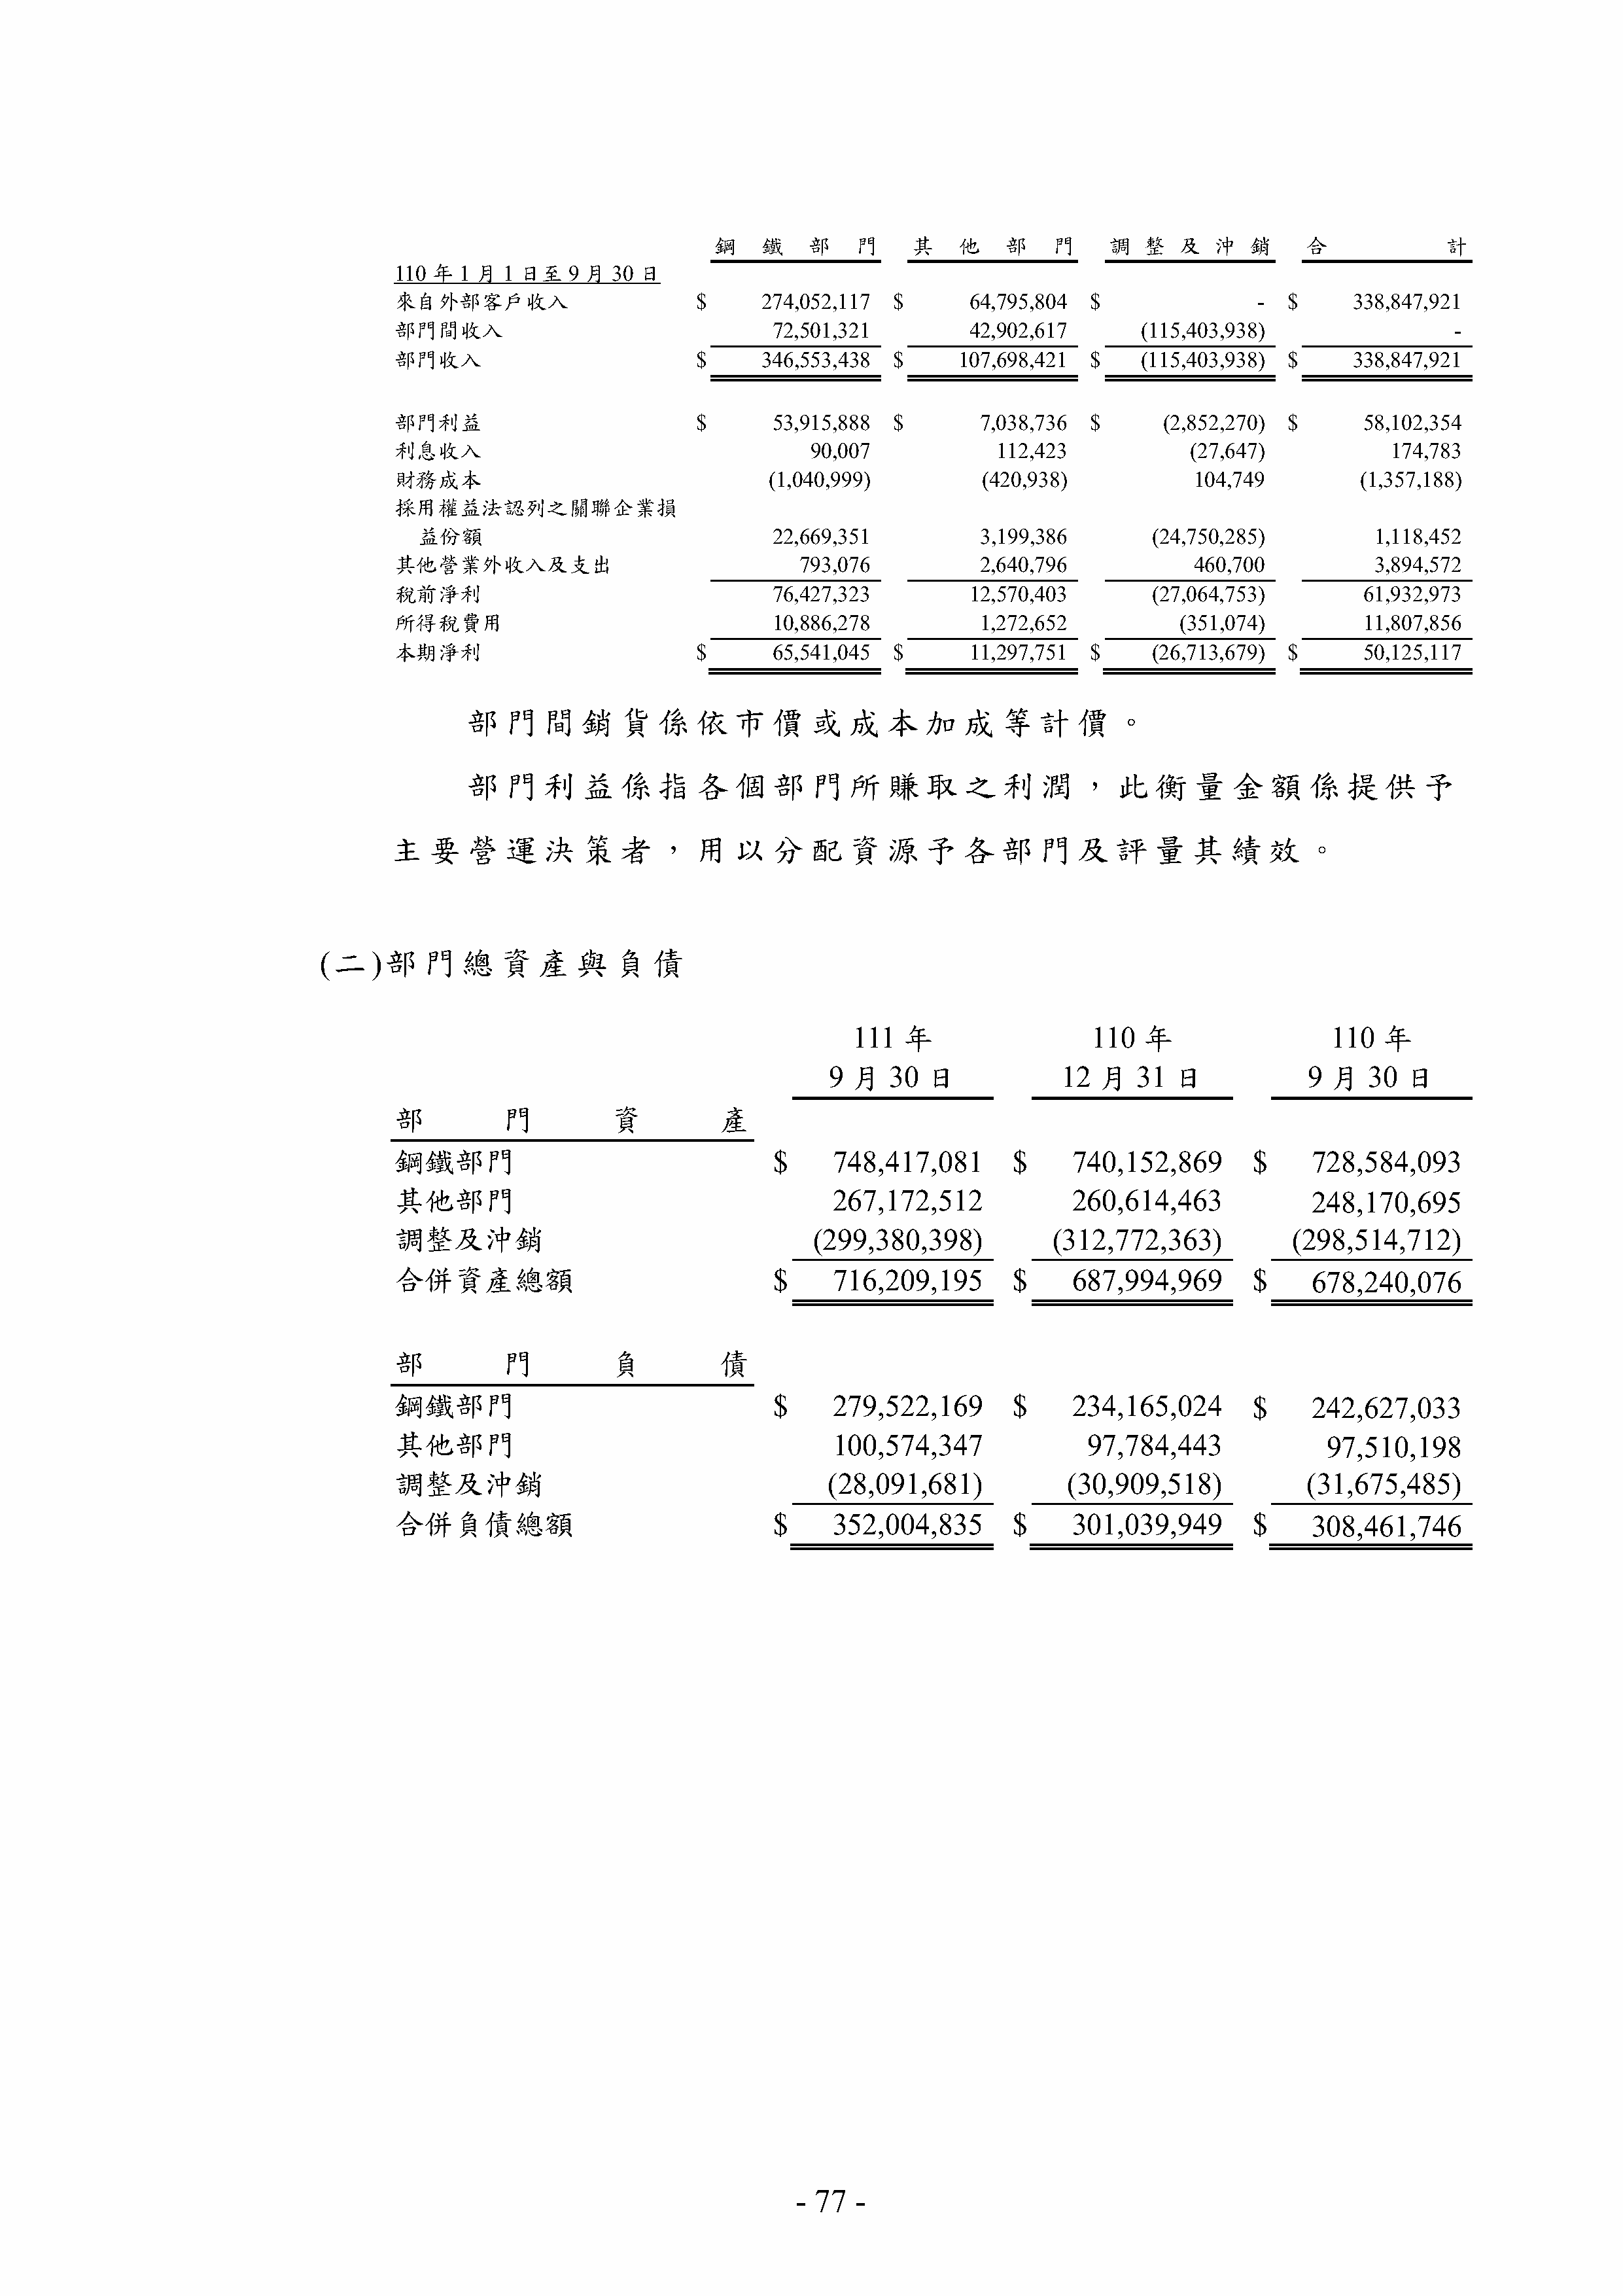 鋼鐵部門 其他部門 調整及沖銷 合計
110年1月1日至9月30日
來自外部客戶收入 $ 274,052,117 $ 64,795,804 $ - $ 338,847,921
部門間收入 72,501,321 42,902,617 (115,403,938) -
部門收入 $ 346,553,438 $ 107,698,421 $ (115,403,938) $ 338,847,921
部門利益 $ 53,915,888 $ 7,038,736 $ (2,852,270) $ 58,102,354
利息收入 90,007 112,423 (27,647) 174,783
財務成本 (1,040,999) (420,938) 104,749 (1,357,188)
採用權益法認列之關聯企業損
益份額 22,669,351 3,199,386 (24,750,285) 1,118,452
其他營業外收入及支出 793,076 2,640,796 460,700 3,894,572
稅前淨利 76,427,323 12,570,403 (27,064,753) 61,932,973
所得稅費用 10,886,278 1,272,652 (351,074) 11,807,856
本期淨利 $ 65,541,045 $ 11,297,751 $ (26,713,679) $ 50,125,117
部門間銷貨係依市價或成本加成等計價。
部門利益係指各個部門所賺取之利潤，此衡量金額係提供予
主要營運決策者，用以分配資源予各部門及評量其績效。
(二)部門總資產與負債
111年 110年 110年
9月30日 12月31日 9月30日
部門資產
鋼鐵部門 $ 748,417,081 $ 740,152,869 $ 728,584,093
其他部門 267,172,512 260,614,463 248,170,695
調整及沖銷 (299,380,398) (312,772,363) (298,514,712)
合併資產總額 $ 716,209,195 $ 687,994,969 $ 678,240,076
部門負債
鋼鐵部門 $ 279,522,169 $ 234,165,024 $ 242,627,033
其他部門 100,574,347 97,784,443 97,510,198
調整及沖銷 (28,091,681) (30,909,518) (31,675,485)
合併負債總額 $ 352,004,835 $ 301,039,949 $ 308,461,746
- 77 -